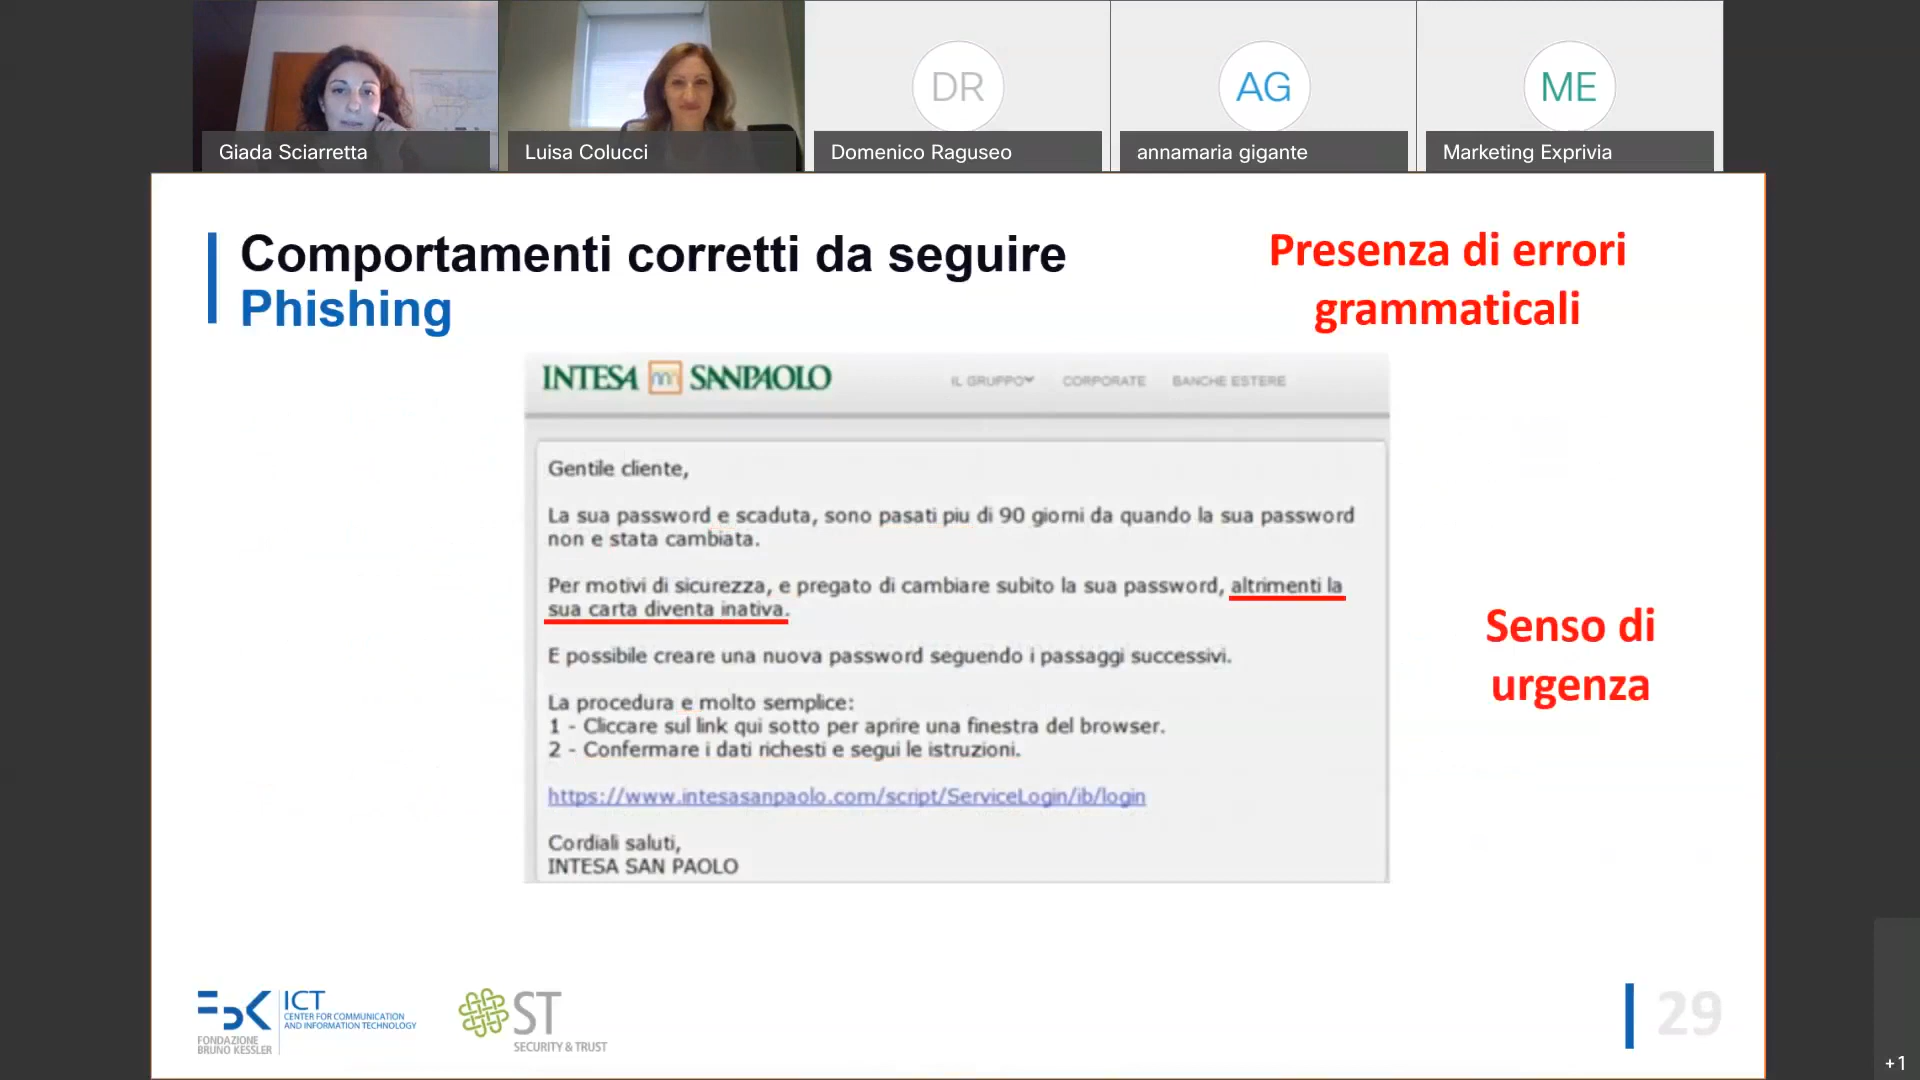 Giada Sciarretta
Luisa Colucci
DR
Domenico Raguseo
AG
annamaria gigante
ME
Marketing Exprivia
Comportamenti corretti da seguire
Phishing
Presenza di errori
grammaticali
INTESA SANPAOLO
IL GRUPPO
CORPORATE
BANCHE ESTERE
Gentile cliente,
La sua password e scaduta, sono pasati piu di 90 giorni da quando la sua password
non e stata cambiata.
Per motivi di sicurezza, e pregato di cambiare subito la sua password, altrimenti la
sua carta diventa inativa.
E possibile creare una nuova password seguendo i passaggi successivi.
La procedura e molto semplice:
1 - Cliccare sul link qui sotto per aprire una finestra del browser.
2 - Confermare i dati richesti e segui le istruzioni.
https://www.intesasanpaolo.com/script/ServiceLogin/ib/login
Cordiali saluti,
INTESA SAN PAOLO
Senso di
urgenza
FBK
FONDAZIONE
BRUNO KESSLER
ICT
CENTER FOR COMMUNICATION
AND INFORMATION TECHNOLOGY
ST
SECURITY & TRUST
29
+1